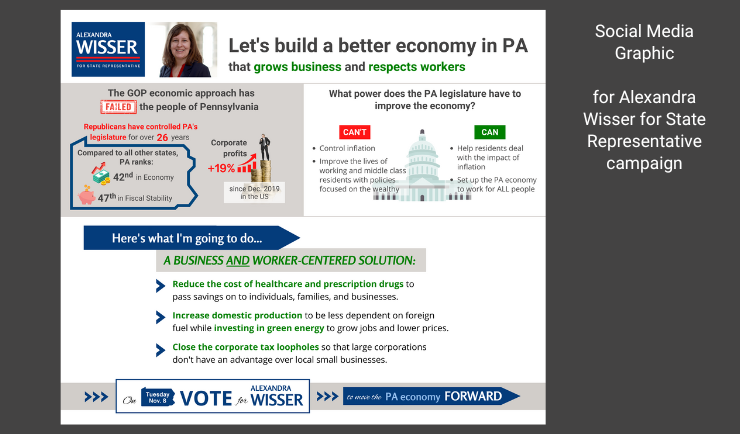 ALEXANDRA
WISSER
FOR STATE REPRESENTATIVE
Let's build a better economy in PA
that grows business and respects workers
The GOP economic approach has
FAILED the people of Pennsylvania
Republicans have controlled PA's
legislature for over 26 years
Compared to all other states,
PA ranks:
42nd in Economy
47th in Fiscal Stability
Corporate
profits
+19%
since Dec. 2019
in the US
What power does the PA legislature have to
improve the economy?
CAN'T
• Control inflation
• Improve the lives of
working and middle class
residents with policies
focused on the wealthy
CAN
• Help residents deal
with the impact of
inflation
• Set up the PA economy
to work for ALL people
Here's what I'm going to do...
A BUSINESS AND WORKER-CENTERED SOLUTION:
Reduce the cost of healthcare and prescription drugs to
pass savings on to individuals, families, and businesses.
Increase domestic production to be less dependent on foreign
fuel while investing in green energy to grow jobs and lower prices.
Close the corporate tax loopholes so that large corporations
don't have an advantage over local small businesses.
On Tuesday
Nov. 8
VOTE for ALEXANDRA
WISSER
to move the PA economy FORWARD
Social Media
Graphic
for Alexandra
Wisser for State
Representative
campaign